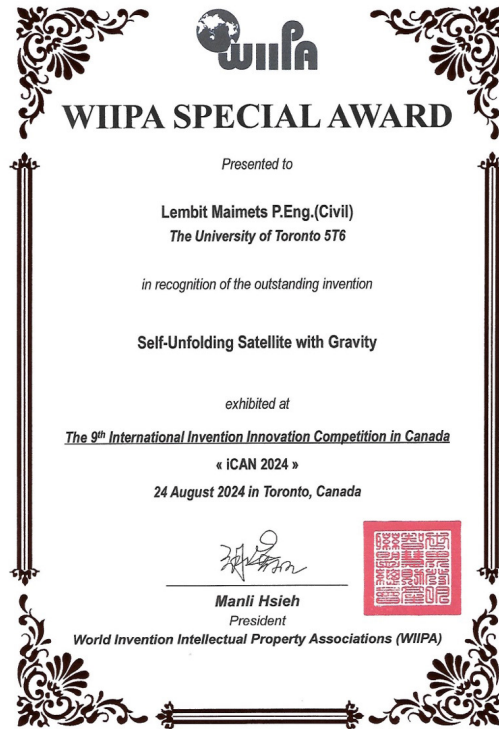 WIIPA
WIIPA SPECIAL AWARD
Presented to
Lembit Maimets P.Eng.(Civil)
The University of Toronto 5T6
in recognition of the outstanding invention
Self-Unfolding Satellite with Gravity
exhibited at
The 9th International Invention Innovation Competition in Canada
« iCAN 2024 »
24 August 2024 in Toronto, Canada
Manli Hsieh
President
World Invention Intellectual Property Associations (WIIPA)